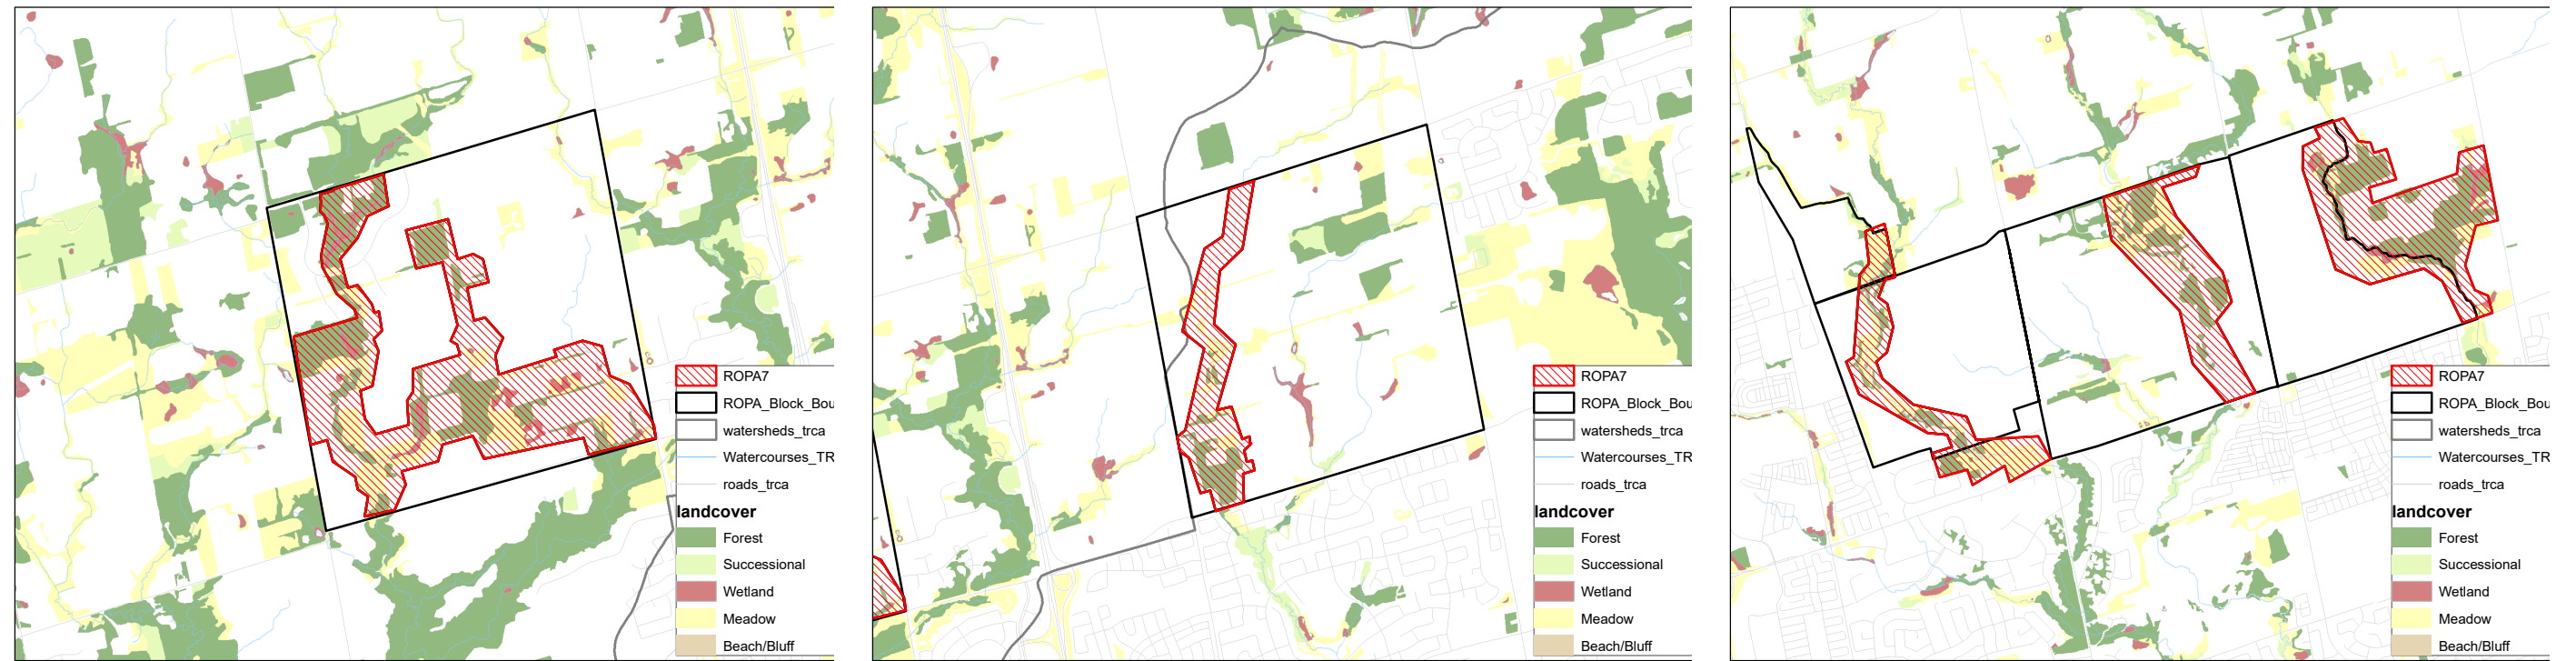 ROPA7
ROPA_Block_Bou
watersheds_trca
Watercourses_TR
roads_trca
landcover
Forest
Successional
Wetland
Meadow
Beach/Bluff
ROPA7
ROPA_Block_Bou
watersheds_trca
Watercourses_TR
roads_trca
landcover
Forest
Successional
Wetland
Meadow
Beach/Bluff
ROPA7
ROPA_Block_Bou
watersheds_trca
Watercourses_TR
roads_trca
landcover
Forest
Successional
Wetland
Meadow
Beach/Bluff